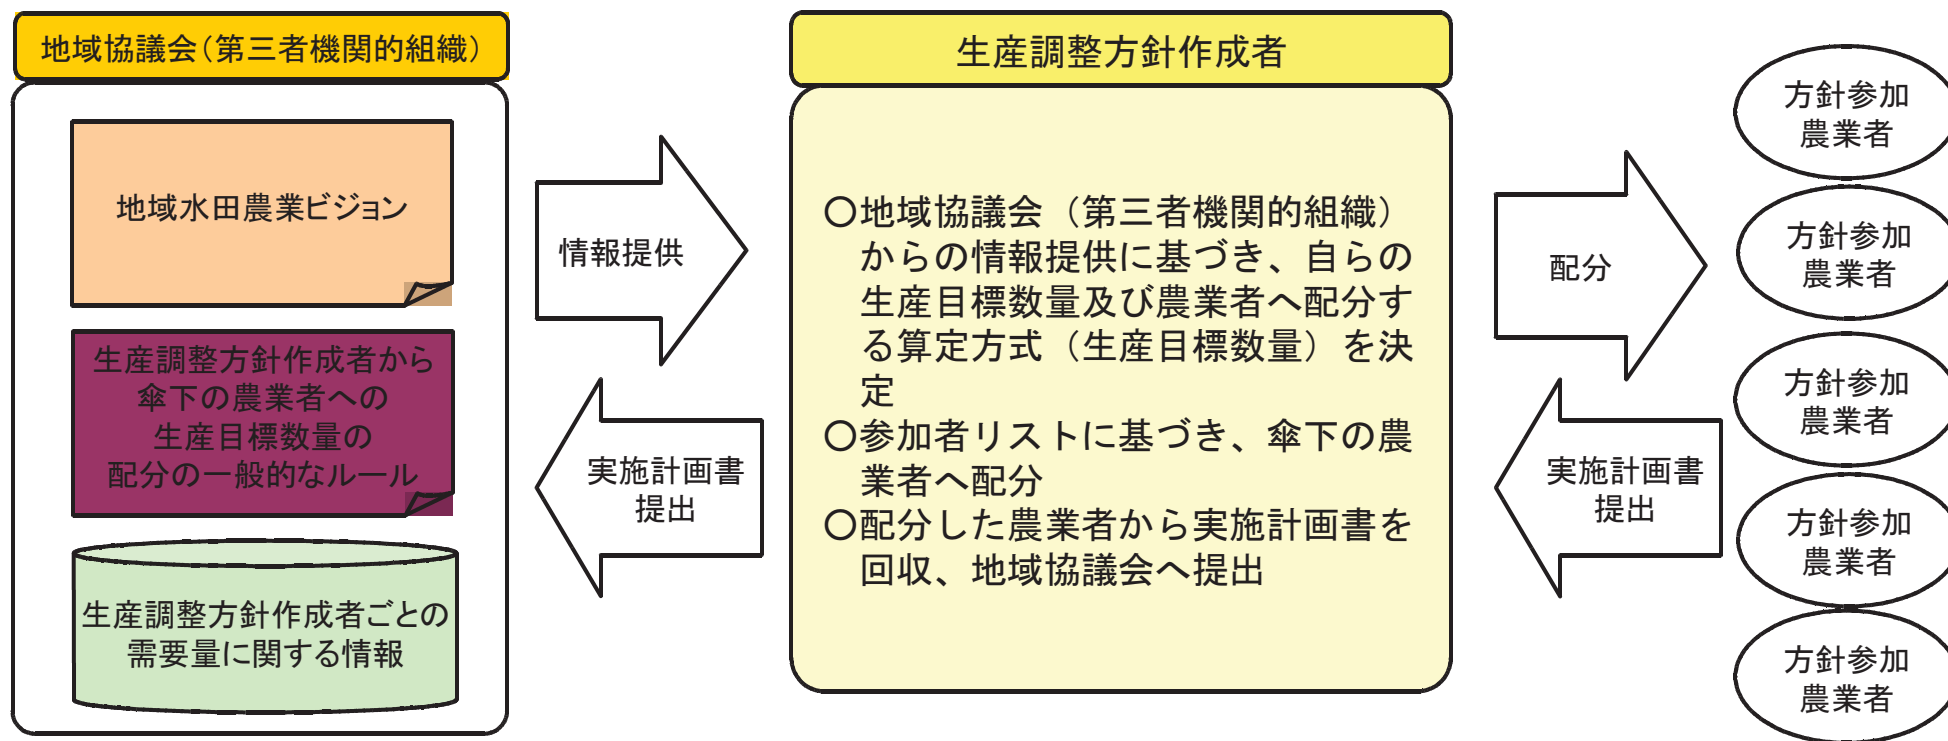 地域協議会（第三者機関的組織）
地域水田農業ビジョン
生産調整方針作成者から
傘下の農業者への
生産目標数量の
配分の一般的なルール
生産調整方針作成者ごとの
需要量に関する情報
情報提供
実施計画書
提出
生産調整方針作成者
〇地域協議会（第三者機関的組織）
からの情報提供に基づき、自らの
生産目標数量及び農業者へ配分す
る算定方式（生産目標数量）を決
定
〇参加者リストに基づき、傘下の農
業者へ配分
〇配分した農業者から実施計画書を
回収、地域協議会へ提出
配分
実施計画書
提出
方針参加
農業者
方針参加
農業者
方針参加
農業者
方針参加
農業者
方針参加
農業者